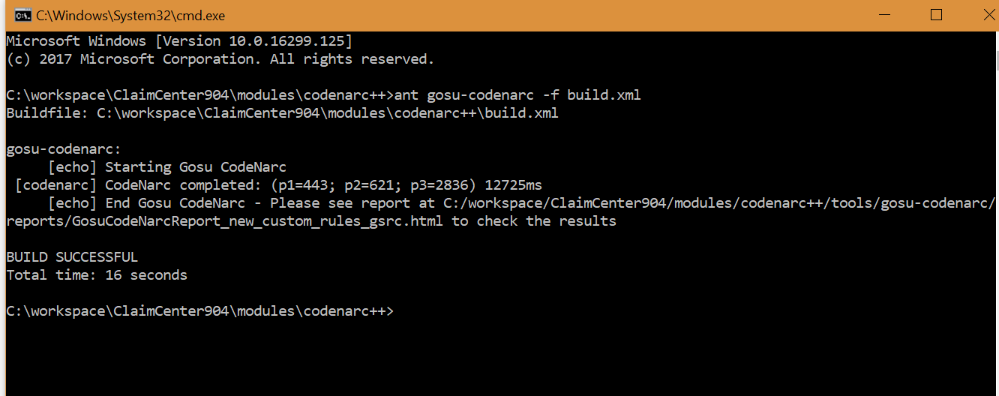 C:\Windows\System32\cmd.exe
Microsoft Windows [Version 10.0.16299.125]
(c) 2017 Microsoft Corporation. All rights reserved.
C:\workspace\ClaimCenter904\modules\codenarc++>ant gosu-codenarc -f build.xml
Buildfile: C:\workspace\ClaimCenter904\modules\codenarc++\build.xml
gosu-codenarc:
[echo] Starting Gosu CodeNarc
[codenarc] CodeNarc completed: (p1=443; p2=621; p3=2836) 12725ms
[echo] End Gosu CodeNarc - Please see report at C:/workspace/ClaimCenter904/modules/codenarc++/tools/gosu-codenarc/
reports/GosuCodeNarcReport_new_custom_rules_gsrc.html to check the results
BUILD SUCCESSFUL
Total time: 16 seconds
C:\workspace\ClaimCenter904\modules\codenarc++>